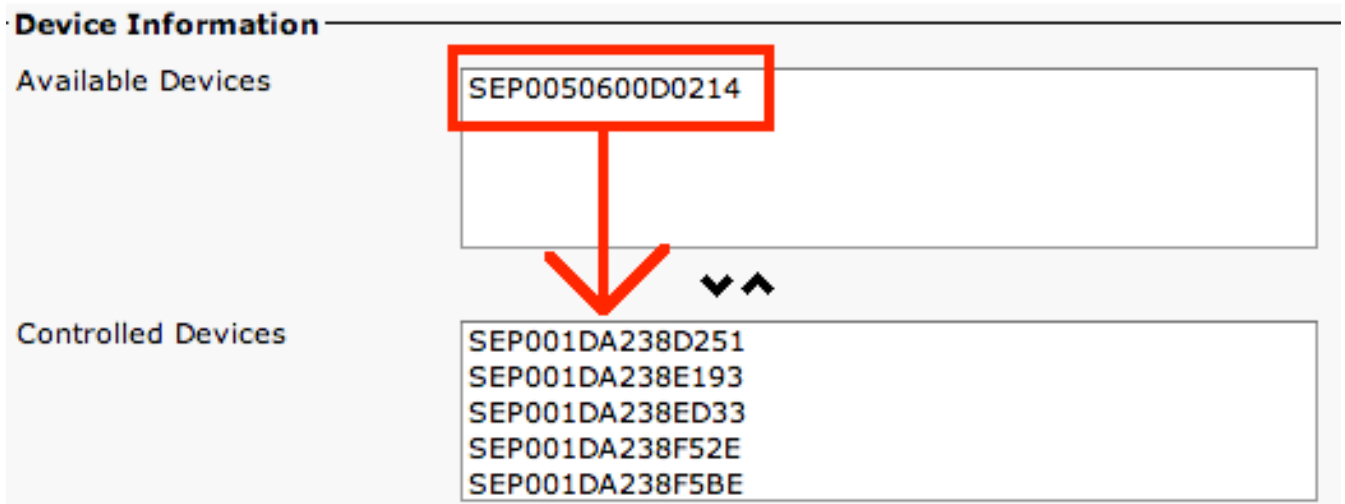 Device Information
Available Devices
SEP0050600D0214
Controlled Devices
SEP001DA238D251
SEP001DA238E193
SEP001DA238ED33
SEP001DA238F52E
SEP001DA238F5BE